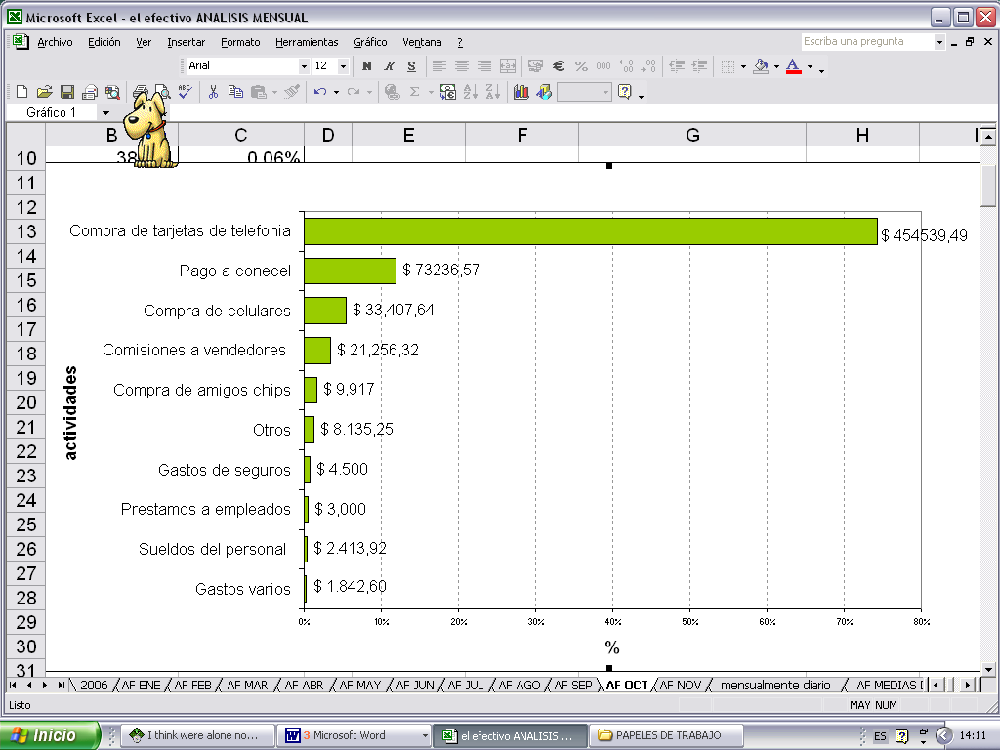 Microsoft Excel - el efectivo ANALISIS MENSUAL
Archivo Edición Ver Insertar Formato Herramientas Gráfico Ventana ? Escriba una pregunta
Arial 12 N K S € % 000
Gráfico 1
B C D E F G H I
10 38 0.06%
11
12
13
14
15
16
17
18
19
20
21
22
23
24
25
26
27
28
29
30
31
Compra de tarjetas de telefonia $ 454539,49
Pago a conecel $ 73236,57
Compra de celulares $ 33,407,64
Comisiones a vendedores $ 21,256,32
Compra de amigos chips $ 9,917
Otros $ 8.135,25
Gastos de seguros $ 4.500
Prestamos a empleados $ 3,000
Sueldos del personal $ 2.413,92
Gastos varios $ 1.842,60
actividades
0% 10% 20% 30% 40% 50% 60% 70% 80%
%
2006 AF ENE AF FEB AF MAR AF ABR AF MAY AF JUN AF JUL AF AGO AF SEP AF OCT AF NOV mensualmente diario AF MEDIAS
Listo MAY NUM
Inicio I think were alone no... 3 Microsoft Word el efectivo ANALISIS ... PAPELES DE TRABAJO ES 14:11